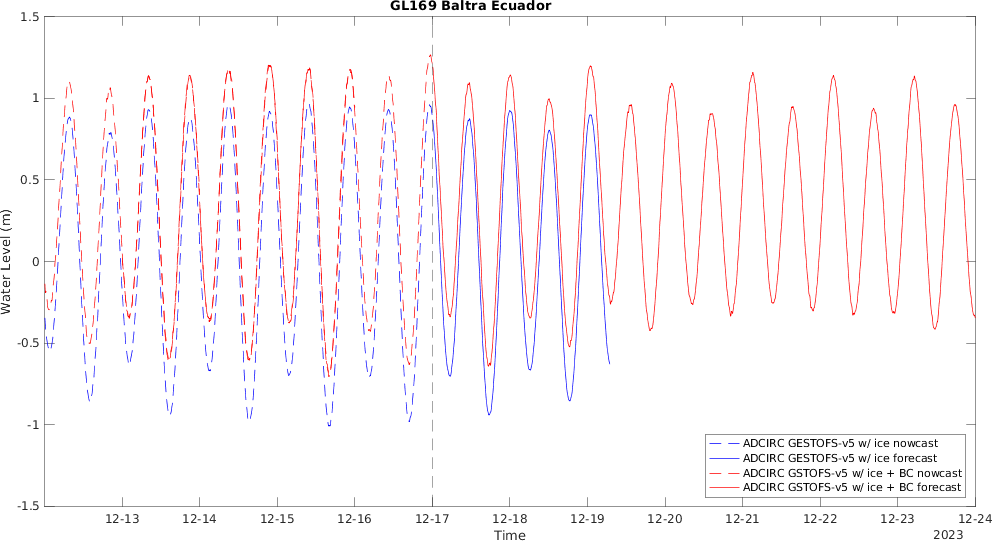 GL169 Baltra Ecuador
1.5
1
0.5
0
-0.5
-1
-1.5
Water Level (m)
12-13 12-14 12-15 12-16 12-17 12-18 12-19 12-20 12-21 12-22 12-23 12-24
Time
2023
ADCIRC GESTOFS-v5 w/ ice nowcast
ADCIRC GESTOFS-v5 w/ ice forecast
ADCIRC GSTOFS-v5 w/ ice + BC nowcast
ADCIRC GSTOFS-v5 w/ ice + BC forecast